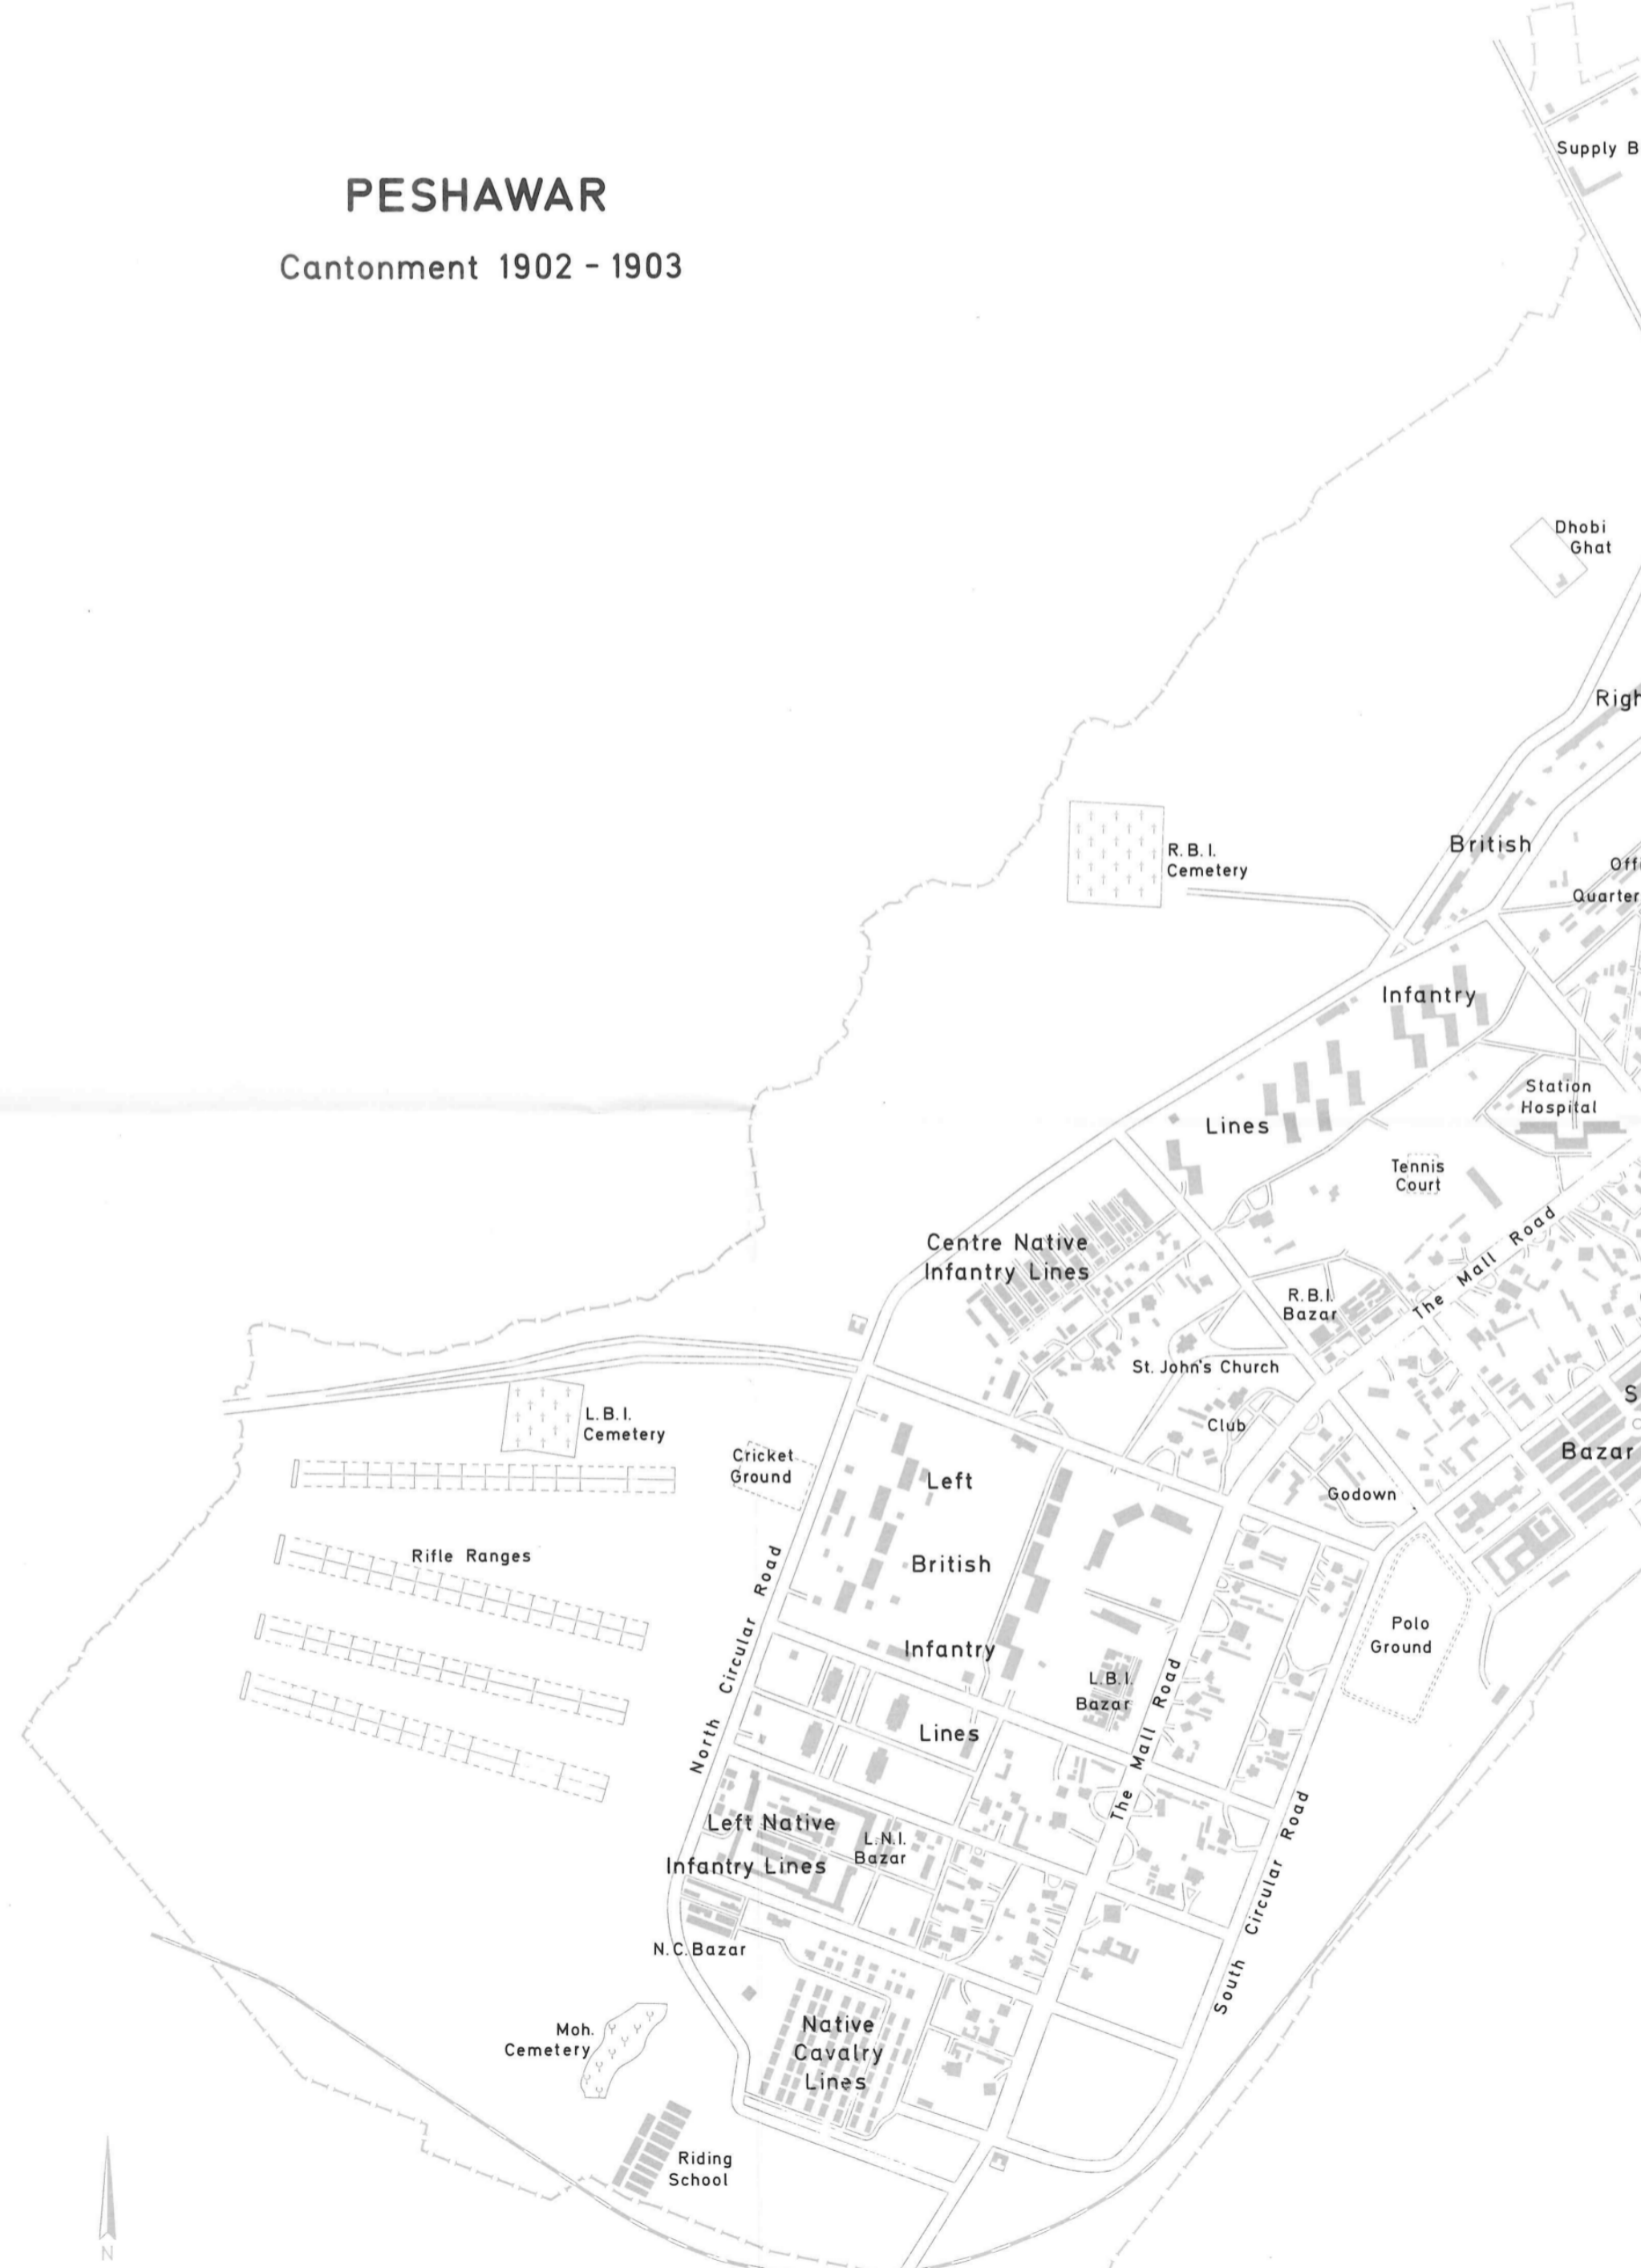 PESHAWAR
Cantonment 1902 - 1903
Supply B
Dhobi
Ghat
Righ
British
R. B. I.
Cemetery
Off
Quarter
Infantry
Station
Hospital
Lines
Tennis
Court
The Mall Road
Centre Native
Infantry Lines
R.B.I.
Bazar
St. John's Church
S
Bazar
Club
L. B. I.
Cemetery
Cricket
Ground
Left
Godown
Rifle Ranges
British
North Circular Road
Polo
Ground
Infantry
L.B.I.
Bazar
The Mall Road
Lines
Left Native
Infantry Lines
L.N.I.
Bazar
South Circular Road
N.C. Bazar
Native
Cavalry
Lines
Moh.
Cemetery
Riding
School
N